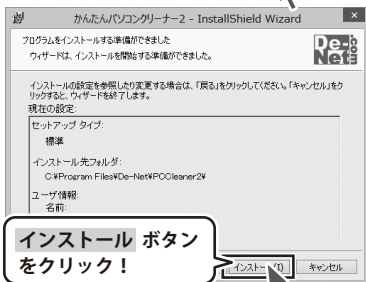 かんたんパソコンクリーナー2 - InstallShield Wizard
プログラムをインストールする準備ができました
ウィザードは、インストールを開始する準備ができました。
De-
Net
インストールの設定を参照したり変更する場合は、「戻る」をクリックしてください。「キャンセル」をク
リックすると、ウィザードを終了します。
現在の設定:
セットアップ タイプ:
標準
インストール先フォルダ:
C:¥Program Files¥De-Net¥PCCleaner2¥
ユーザ情報:
名前:
インストール ボタン
をクリック！
キャンセル